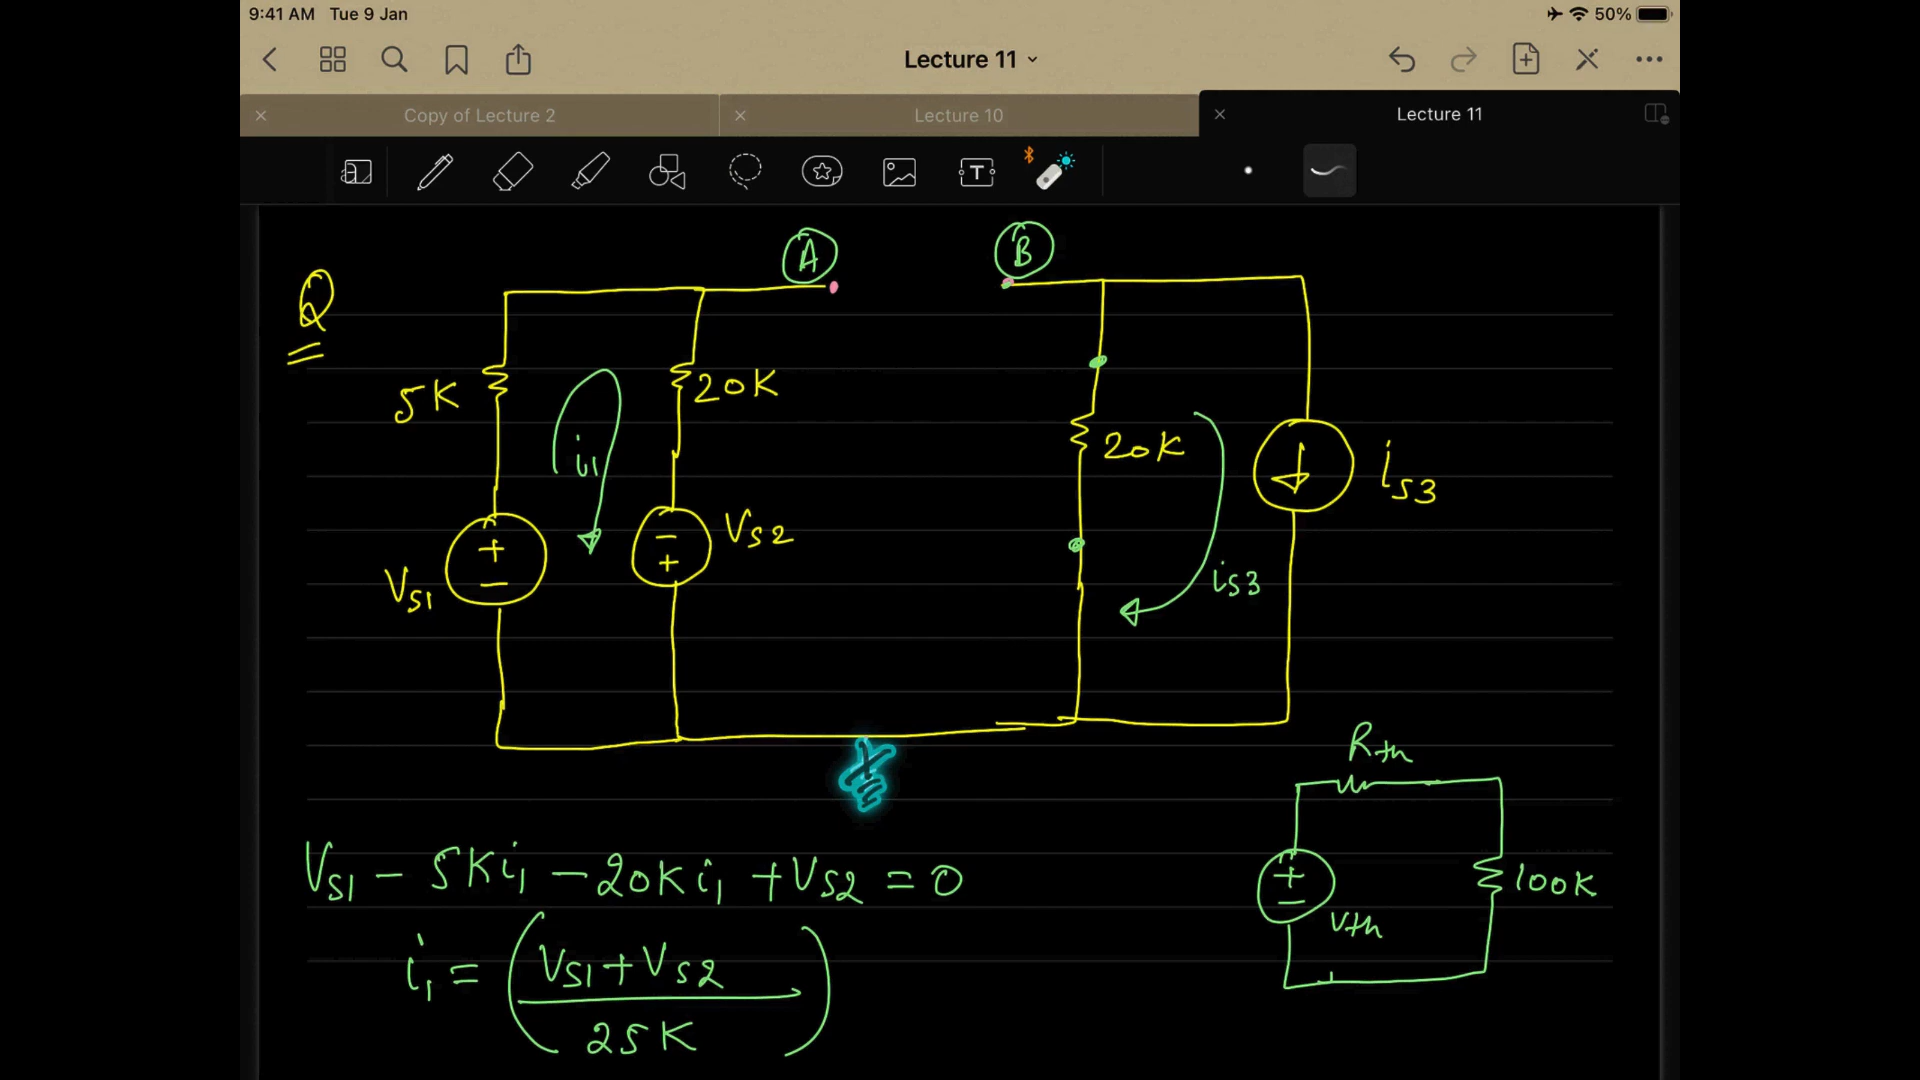 9:41 AM Tue 9 Jan
50%
Lecture 11
Copy of Lecture 2
Lecture 10
Lecture 11
T
Q
A
B
5K
20K
i1
VS1
+
−
VS2
−
+
20K
iS3
iS3
VS1 − 5Ki1 − 20Ki1 + VS2 = 0
i1 = (VS1 + VS2 / 25K)
Rth
+
−
Vth
100K